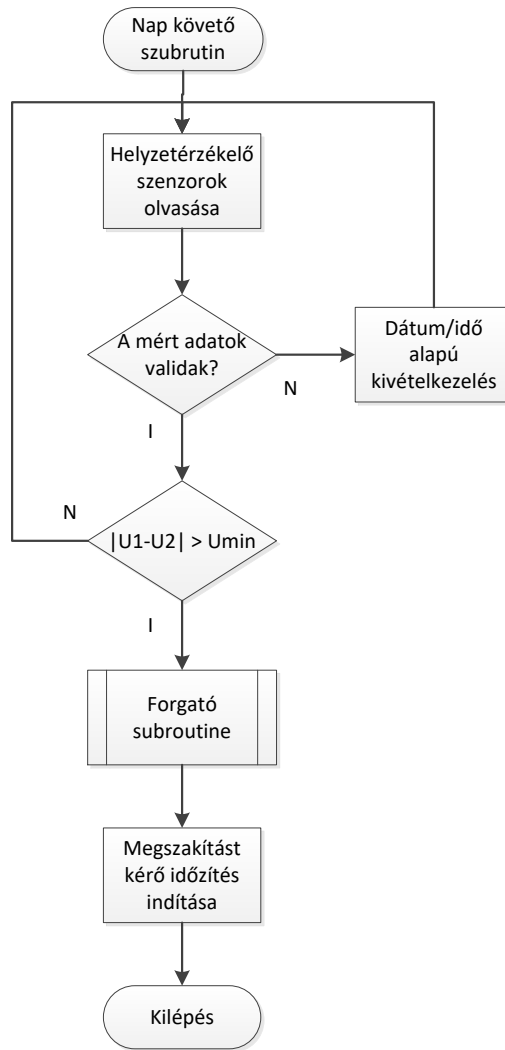 Nap követő
szubrutin
Helyzetérzékelő
szenzorok
olvasása
A mért adatok
validak?
N
Dátum/idő
alapú
kivételkezelés
I
N
|U1-U2| > Umin
I
Forgató
subroutine
Megszakítást
kérő időzítés
indítása
Kilépés